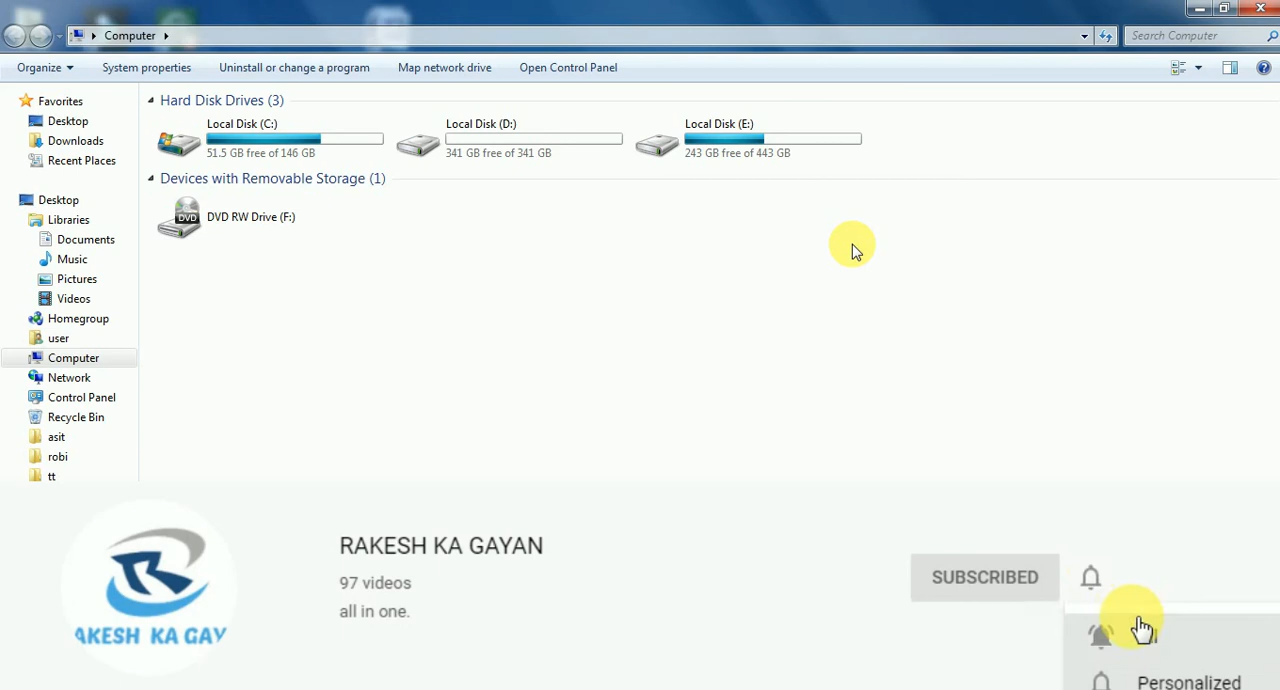 Computer
Search Computer
Organize
System properties
Uninstall or change a program
Map network drive
Open Control Panel
Favorites
Desktop
Downloads
Recent Places
Desktop
Libraries
Documents
Music
Pictures
Videos
Homegroup
user
Computer
Network
Control Panel
Recycle Bin
asit
robi
tt
Hard Disk Drives (3)
Local Disk (C:)
51.5 GB free of 146 GB
Local Disk (D:)
341 GB free of 341 GB
Local Disk (E:)
243 GB free of 443 GB
Devices with Removable Storage (1)
DVD
DVD RW Drive (F:)
AKESH KA GAY
RAKESH KA GAYAN
97 videos
all in one.
SUBSCRIBED
Personalized